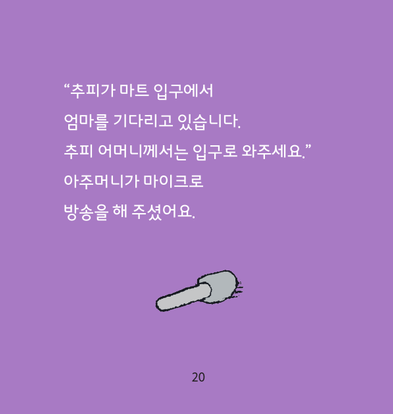 “추피가 마트 입구에서
엄마를 기다리고 있습니다.
추피 어머니께서는 입구로 와주세요.”
아주머니가 마이크로
방송을 해 주셨어요.
20